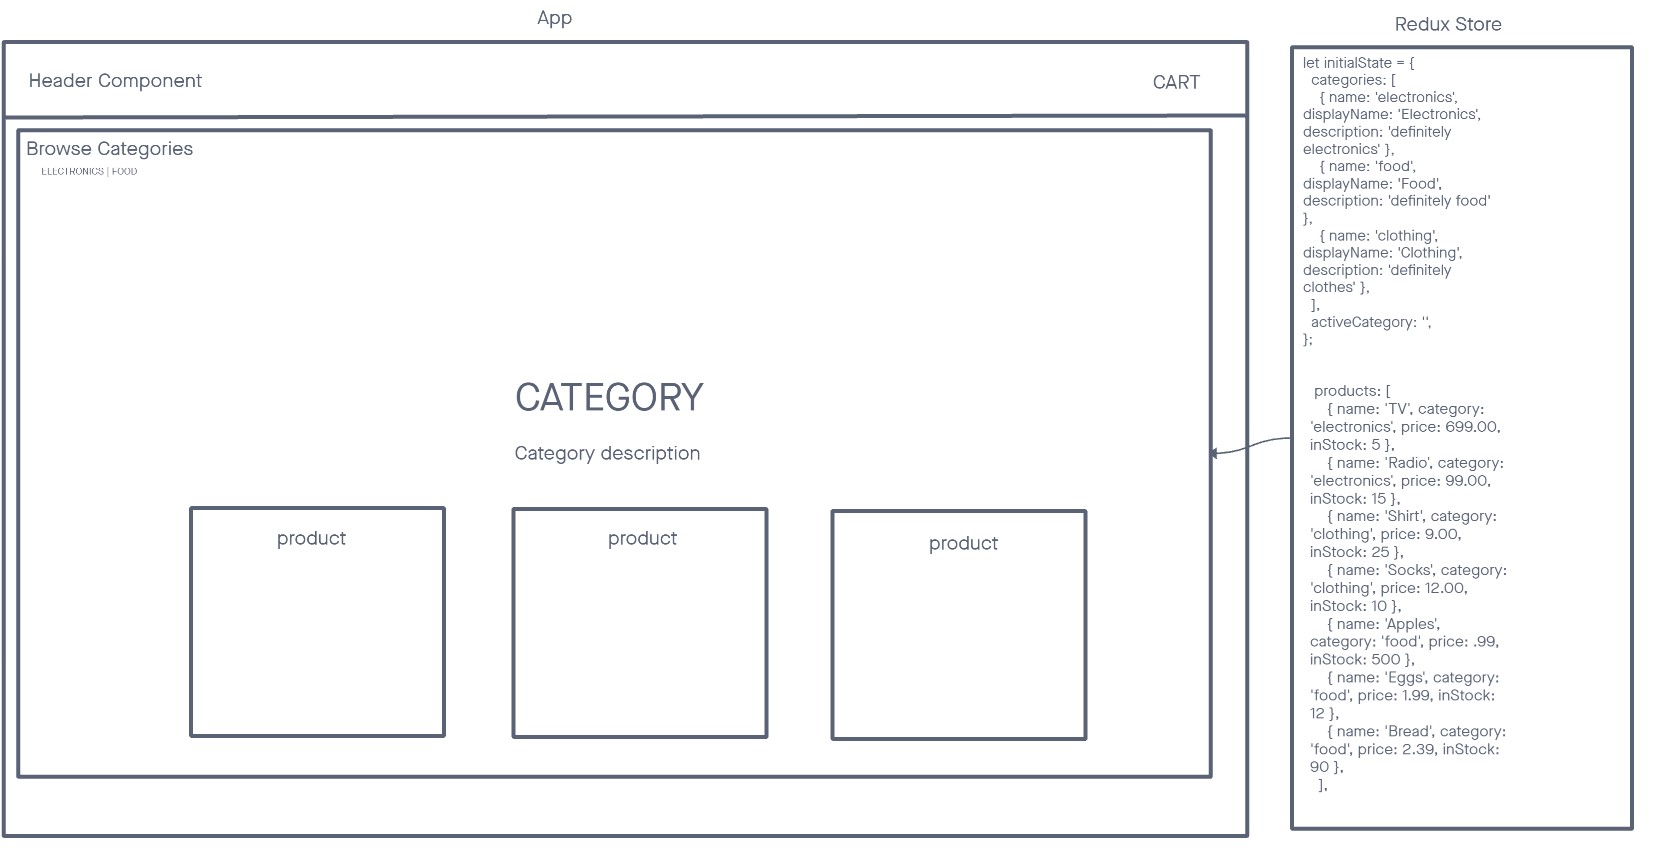 App
Header Component
CART
Browse Categories
ELECTRONICS | FOOD
CATEGORY
Category description
product
product
product
Redux Store
let initialState = {
categories: [
{ name: 'electronics',
displayName: 'Electronics',
description: 'definitely
electronics' },
{ name: 'food',
displayName: 'Food',
description: 'definitely food'
},
{ name: 'clothing',
displayName: 'Clothing',
description: 'definitely
clothes' },
],
activeCategory: '',
};
products: [
{ name: 'TV', category:
'electronics', price: 699.00,
inStock: 5 },
{ name: 'Radio', category:
'electronics', price: 99.00,
inStock: 15 },
{ name: 'Shirt', category:
'clothing', price: 9.00,
inStock: 25 },
{ name: 'Socks', category:
'clothing', price: 12.00,
inStock: 10 },
{ name: 'Apples',
category: 'food', price: .99,
inStock: 500 },
{ name: 'Eggs', category:
'food', price: 1.99, inStock:
12 },
{ name: 'Bread', category:
'food', price: 2.39, inStock:
90 },
],